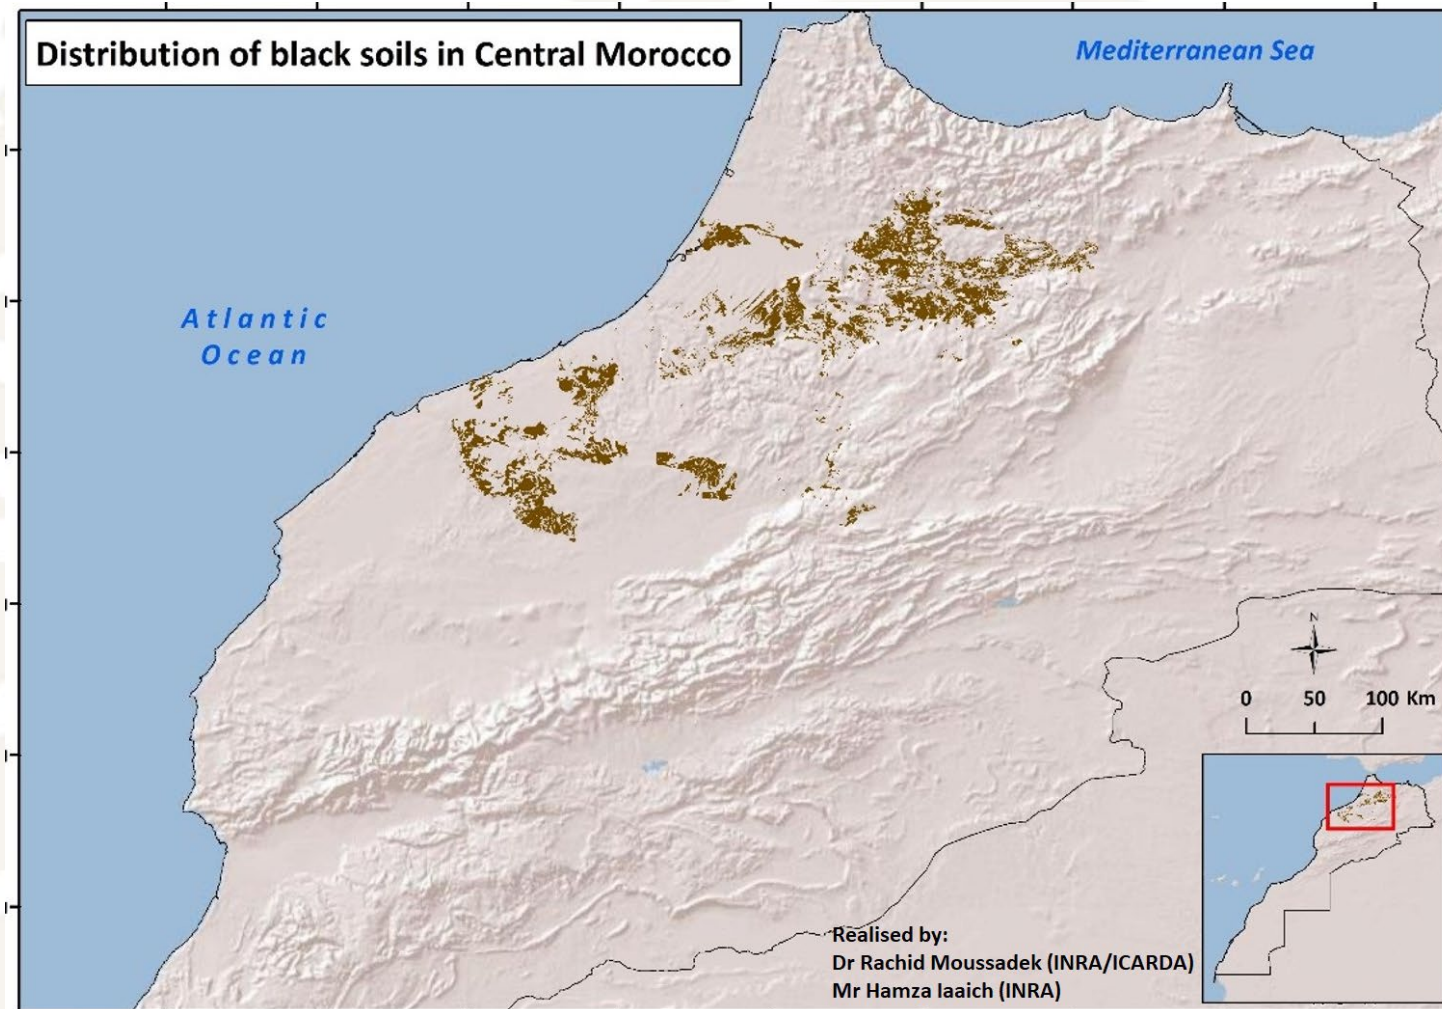 Distribution of black soils in Central Morocco
Mediterranean Sea
Atlantic
Ocean
N
0 50 100 Km
Realised by:
Dr Rachid Moussadek (INRA/ICARDA)
Mr Hamza Iaaich (INRA)